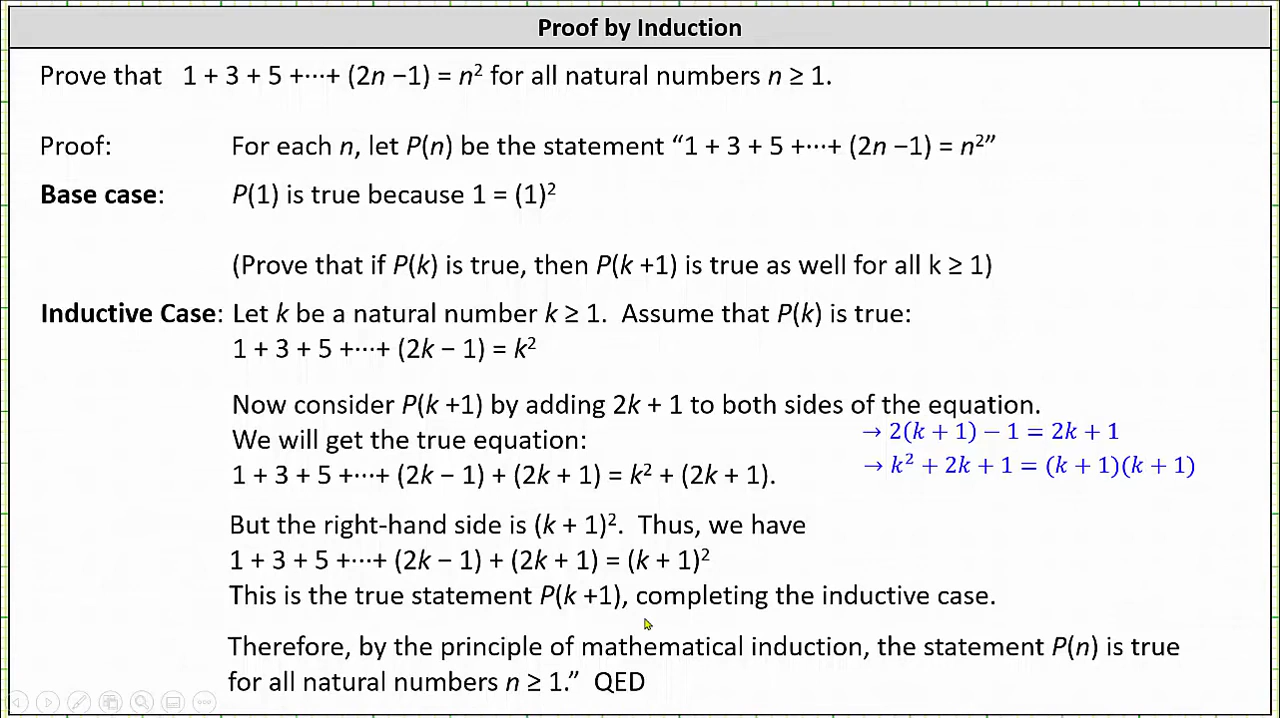 Proof by Induction
Prove that 1 + 3 + 5 +⋯+ (2n −1) = n² for all natural numbers n ≥ 1.
Proof: For each n, let P(n) be the statement “1 + 3 + 5 +⋯+ (2n −1) = n²”
Base case: P(1) is true because 1 = (1)²
(Prove that if P(k) is true, then P(k +1) is true as well for all k ≥ 1)
Inductive Case: Let k be a natural number k ≥ 1. Assume that P(k) is true:
1 + 3 + 5 +⋯+ (2k − 1) = k²
Now consider P(k +1) by adding 2k + 1 to both sides of the equation.
→ 2(k + 1) − 1 = 2k + 1
We will get the true equation:
→ k² + 2k + 1 = (k + 1)(k + 1)
1 + 3 + 5 +⋯+ (2k − 1) + (2k + 1) = k² + (2k + 1).
But the right-hand side is (k + 1)². Thus, we have
1 + 3 + 5 +⋯+ (2k − 1) + (2k + 1) = (k + 1)²
This is the true statement P(k +1), completing the inductive case.
Therefore, by the principle of mathematical induction, the statement P(n) is true
for all natural numbers n ≥ 1.” QED